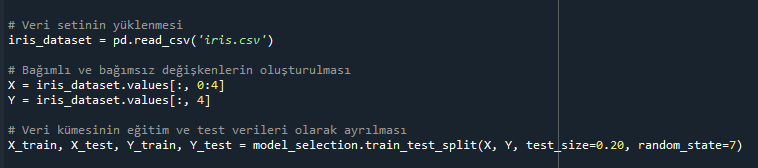 # Veri setinin yüklenmesi
iris_dataset = pd.read_csv('iris.csv')
# Bağımlı ve bağımsız değişkenlerin oluşturulması
X = iris_dataset.values[:, 0:4]
Y = iris_dataset.values[:, 4]
# Veri kümesinin eğitim ve test verileri olarak ayrılması
X_train, X_test, Y_train, Y_test = model_selection.train_test_split(X, Y, test_size=0.20, random_state=7)